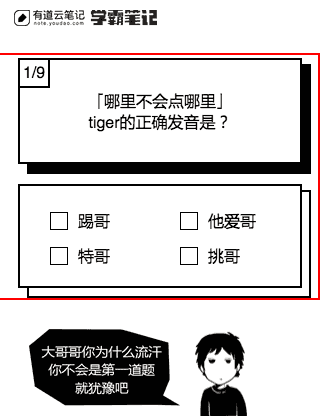 有道云笔记 学霸笔记
note.youdao.com
1/9
「哪里不会点哪里」
tiger的正确发音是？
踢哥 他爱哥
特哥 挑哥
大哥哥你为什么流汗
你不会是第一道题
就犹豫吧